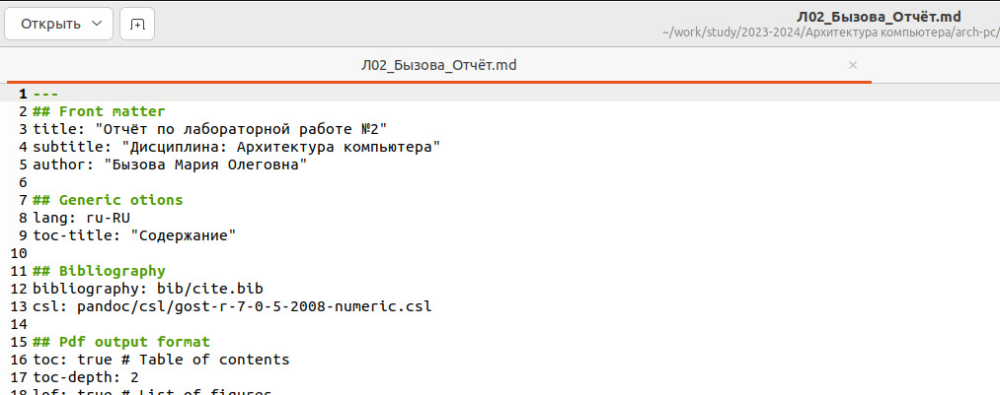 Открыть
Л02_Бызова_Отчёт.md
~/work/study/2023-2024/Архитектура компьютера/arch-pc/
Л02_Бызова_Отчёт.md
1 ---
2 ## Front matter
3 title: "Отчёт по лабораторной работе №2"
4 subtitle: "Дисциплина: Архитектура компьютера"
5 author: "Бызова Мария Олеговна"
6
7 ## Generic otions
8 lang: ru-RU
9 toc-title: "Содержание"
10
11 ## Bibliography
12 bibliography: bib/cite.bib
13 csl: pandoc/csl/gost-r-7-0-5-2008-numeric.csl
14
15 ## Pdf output format
16 toc: true # Table of contents
17 toc-depth: 2
18 lof: true # List of figures